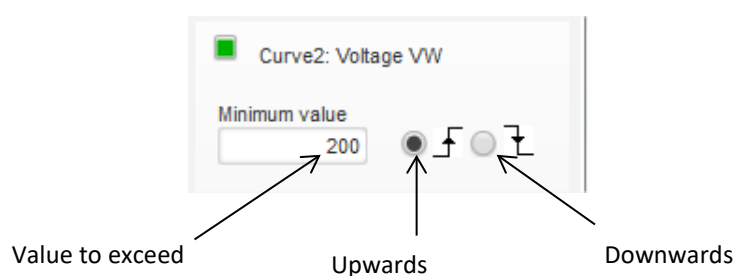 Curve2: Voltage VW
Minimum value
200
Value to exceed
Upwards
Downwards